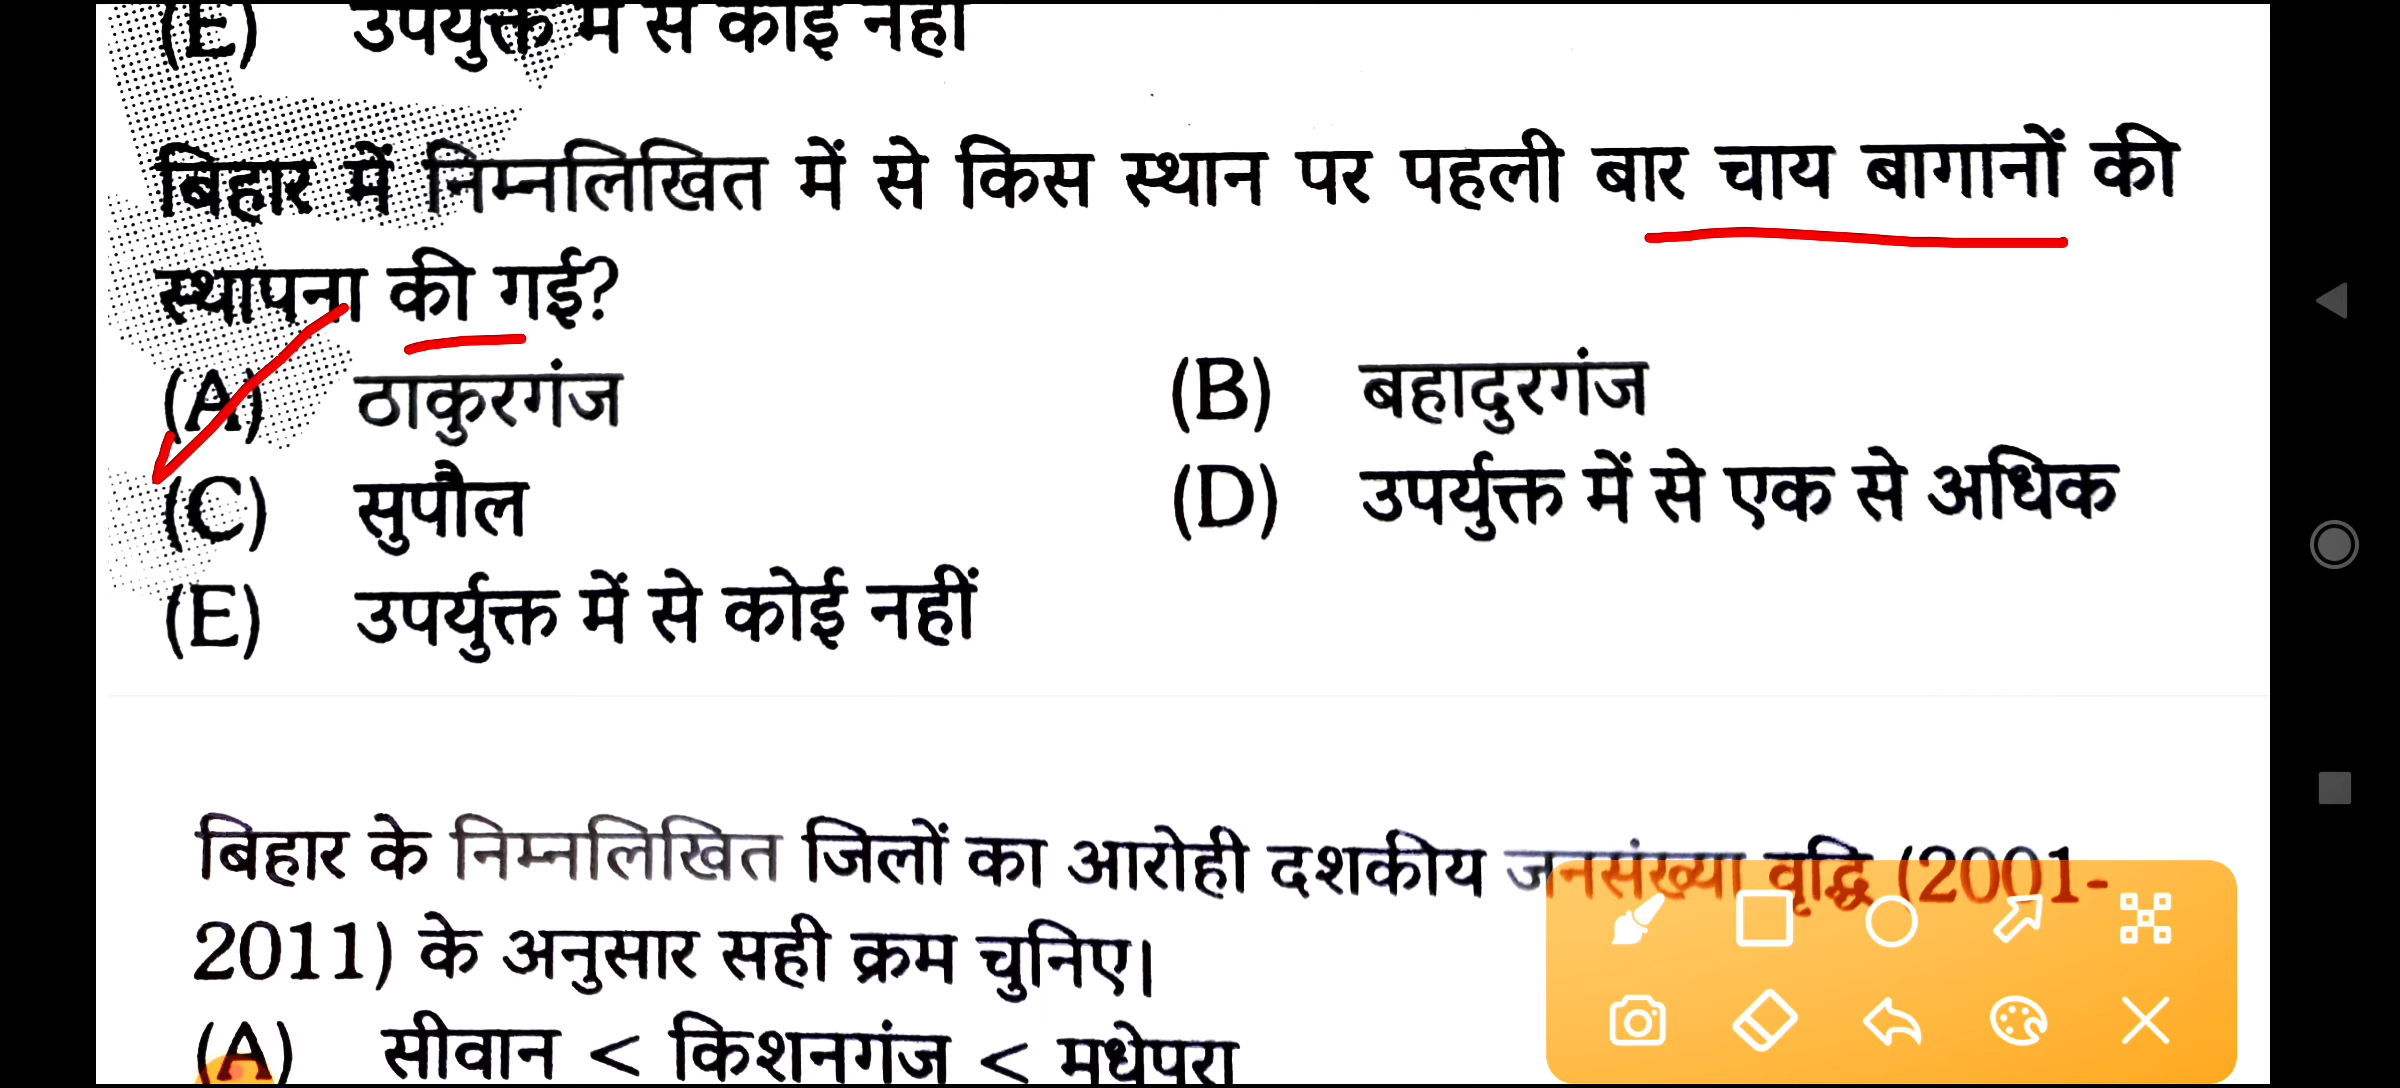 (E) उपर्युक्त में से कोई नहीं
बिहार में निम्नलिखित में से किस स्थान पर पहली बार चाय बागानों की
स्थापना की गई?
(A) ठाकुरगंज (B) बहादुरगंज
(C) सुपौल (D) उपर्युक्त में से एक से अधिक
(E) उपर्युक्त में से कोई नहीं
बिहार के निम्नलिखित जिलों का आरोही दशकीय जनसंख्या वृद्धि (2001-
2011) के अनुसार सही क्रम चुनिए।
(A) सीवान < किशनगंज < मधेपुरा